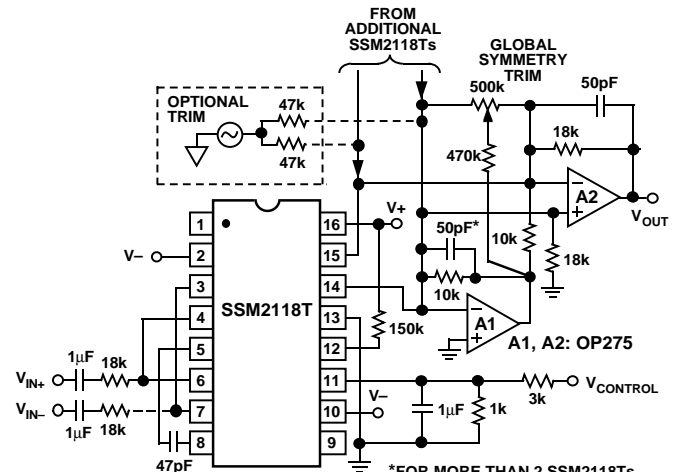 FROM
ADDITIONAL
SSM2118Ts
GLOBAL
SYMMETRY
TRIM
500k
50pF
OPTIONAL
TRIM
47k
47k
470k
18k
A2
VOUT
V+
50pF*
10k
18k
1
2
3
4
5
6
7
8
16
15
14
13
12
11
10
9
SSM2118T
V–
10k
A1
150k
A1, A2: OP275
1µF
18k
VIN+
VIN–
1µF
18k
V–
3k
VCONTROL
1µF
1k
47pF
*FOR MORE THAN 2 SSM2118Ts